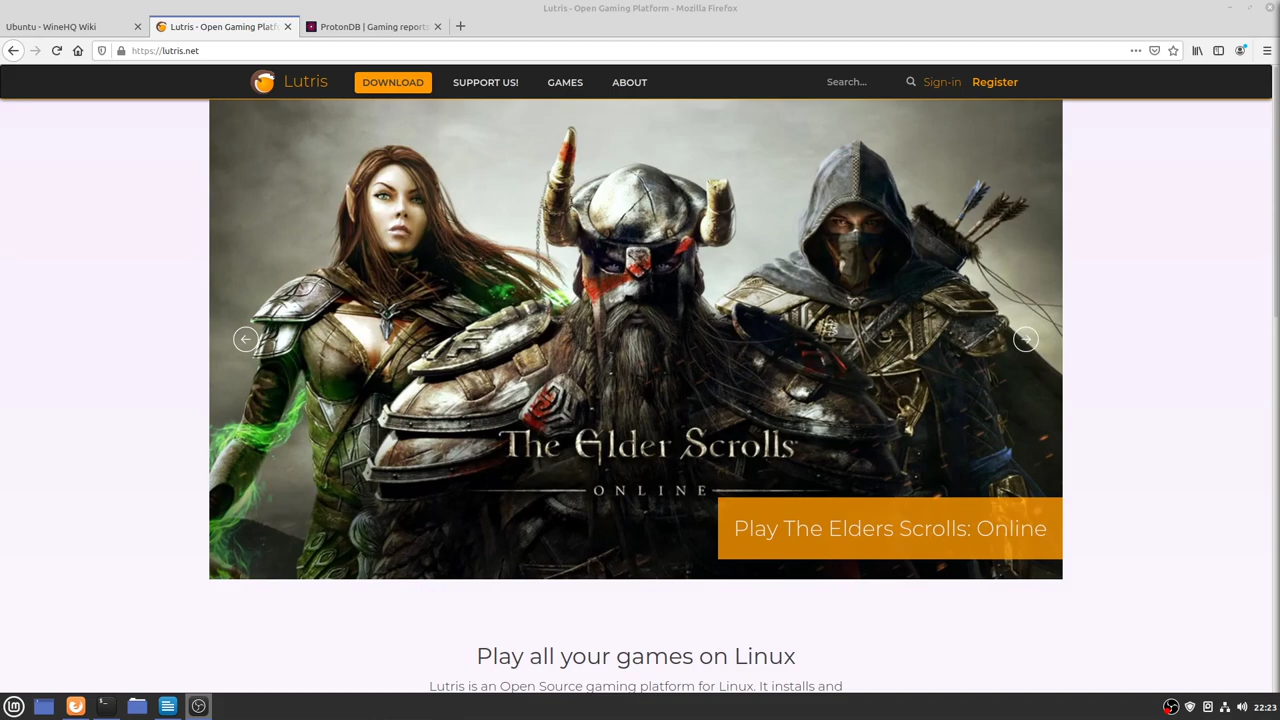 Lutris - Open Gaming Platform - Mozilla Firefox
Ubuntu - WineHQ Wiki
Lutris - Open Gaming Platf
ProtonDB | Gaming reports
https://lutris.net
Lutris
DOWNLOAD
SUPPORT US!
GAMES
ABOUT
Search...
Sign-in
Register
The Elder Scrolls
ONLINE
Play The Elders Scrolls: Online
Play all your games on Linux
Lutris is an Open Source gaming platform for Linux. It installs and
22:23